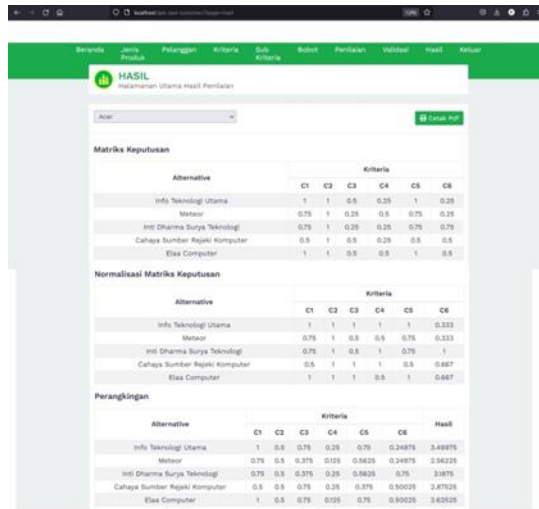 localhost/
Beranda Jenis Produk Pelanggan Kriteria Sub Kriteria Bobot Penilaian Validasi Hasil Keluar
HASIL
Halamanan Utama Hasil Penilaian
Acer
Cetak Pdf
Matriks Keputusan
Alternative Kriteria
C1 C2 C3 C4 C5 C6
Info Teknologi Utama 1 1 0.5 0.25 1 0.25
Meteor 0.75 1 0.25 0.5 0.75 0.25
Inti Dharma Surya Teknologi 0.75 1 0.25 0.25 0.75 0.75
Cahaya Sumber Rejeki Komputer 0.5 1 0.5 0.25 0.5 0.5
Elaa Computer 1 1 0.5 0.5 1 0.5
Normalisasi Matriks Keputusan
Alternative Kriteria
C1 C2 C3 C4 C5 C6
Info Teknologi Utama 1 1 1 1 1 0.333
Meteor 0.75 1 0.5 0.5 0.75 0.333
Inti Dharma Surya Teknologi 0.75 1 0.5 1 0.75 1
Cahaya Sumber Rejeki Komputer 0.5 1 1 1 0.5 0.667
Elaa Computer 1 1 1 0.5 1 0.667
Perangkingan
Alternative Kriteria Hasil
C1 C2 C3 C4 C5 C6
Info Teknologi Utama 1 0.5 0.75 0.25 0.75 0.24975 3.49975
Meteor 0.75 0.5 0.375 0.125 0.5625 0.24975 2.56225
Inti Dharma Surya Teknologi 0.75 0.5 0.375 0.25 0.5625 0.75 3.1875
Cahaya Sumber Rejeki Komputer 0.5 0.5 0.75 0.25 0.375 0.50025 2.87525
Elaa Computer 1 0.5 0.75 0.125 0.75 0.50025 3.62525